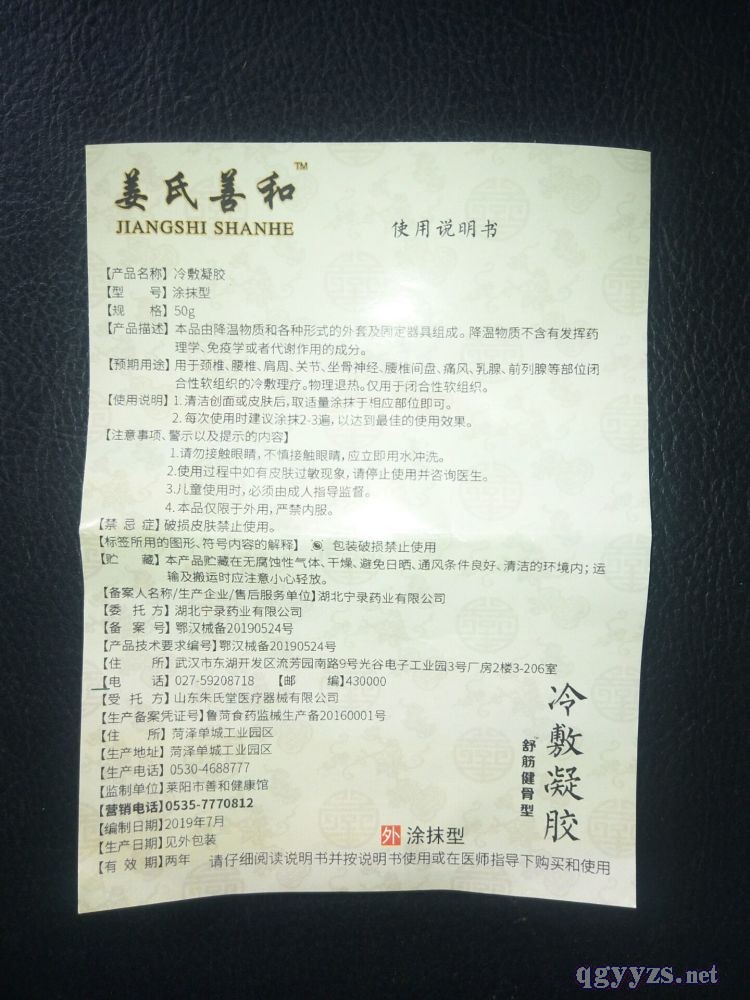 姜氏善和™
JIANGSHI SHANHE
使用说明书
【产品名称】冷敷凝胶
【型 号】涂抹型
【规 格】50g
【产品描述】本品由降温物质和各种形式的外套及固定器具组成。降温物质不含有发挥药
理学、免疫学或者代谢作用的成分。
【预期用途】用于颈椎、腰椎、肩周、关节、坐骨神经、腰椎间盘、痛风、乳腺、前列腺等部位闭
合性软组织的冷敷理疗。物理退热。仅用于闭合性软组织。
【使用说明】1.清洁创面或皮肤后,取适量涂抹于相应部位即可。
2.每次使用时建议涂抹2-3遍,以达到最佳的使用效果。
【注意事项、警示以及提示的内容】
1.请勿接触眼睛,不慎接触眼睛,应立即用水冲洗。
2.使用过程中如有皮肤过敏现象,请停止使用并咨询医生。
3.儿童使用时,必须由成人指导监督。
4.本品仅限于外用,严禁内服。
【禁忌症】破损皮肤禁止使用。
【标签所用的图形、符号内容的解释】 包装破损禁止使用
【贮 藏】本产品贮藏在无腐蚀性气体、干燥、避免日晒、通风条件良好、清洁的环境内;运
输及搬运时应注意小心轻放。
【备案人名称/生产企业/售后服务单位】湖北宁录药业有限公司
【委 托 方】湖北宁录药业有限公司
【备 案 号】鄂汉械备20190524号
【产品技术要求编号】鄂汉械备20190524号
【住 所】武汉市东湖开发区流芳园南路9号光谷电子工业园3号厂房2楼3-206室
【电 话】027-59208718 【邮 编】430000
【受 托 方】山东朱氏堂医疗器械有限公司
【生产备案凭证号】鲁菏食药监械生产备20160001号
【住 所】菏泽单城工业园区
【生产地址】菏泽单城工业园区
【生产电话】0530-4688777
【监制单位】莱阳市善和健康馆
【营销电话】0535-7770812
【编制日期】2019年7月
【生产日期】见外包装
【有 效 期】两年 请仔细阅读说明书并按说明书使用或在医师指导下购买和使用
冷敷凝胶
舒筋健骨型
外 涂抹型
qgyyzs.net